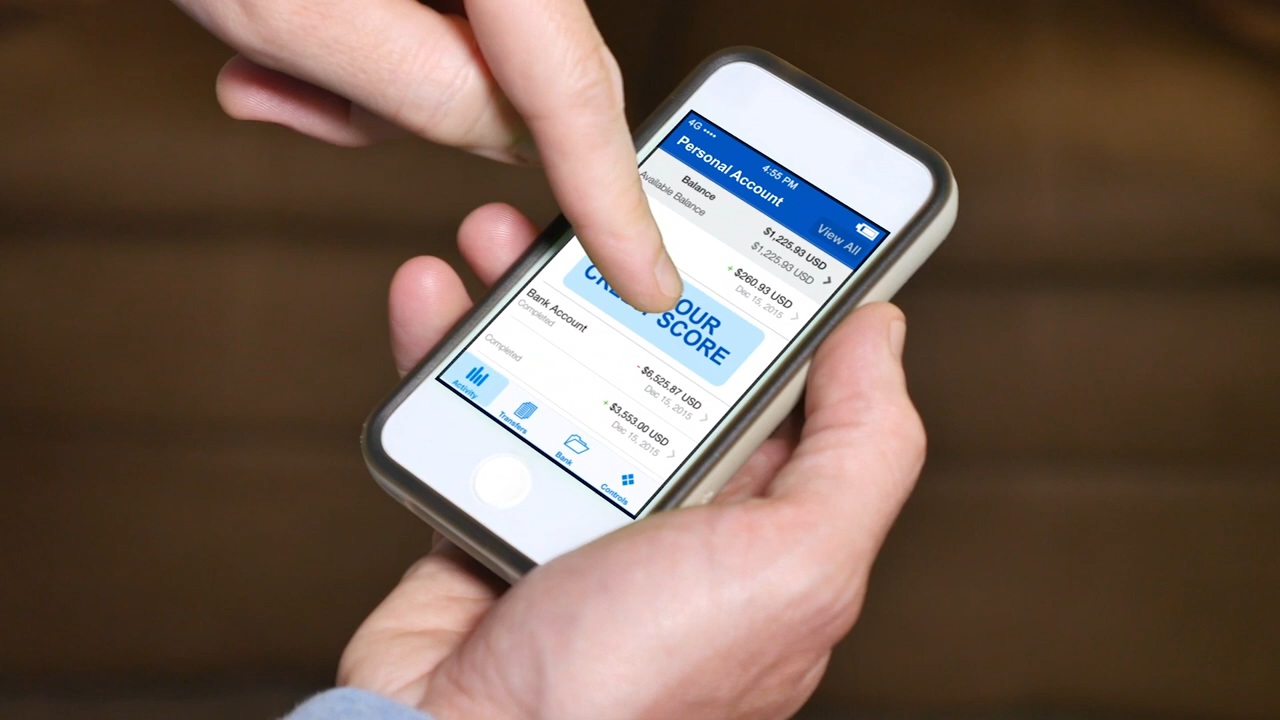 4G
4:55 PM
Personal Account
View All
Balance
$1,225.93 USD
Available Balance
$1,225.93 USD
+ $260.93 USD
Dec 15, 2015
OUR
SCORE
Bank Account
- $6,525.87 USD
Completed
Dec 15, 2015
+ $3,553.00 USD
Completed
Dec 15, 2015
Activity
Transfers
Bank
Controls